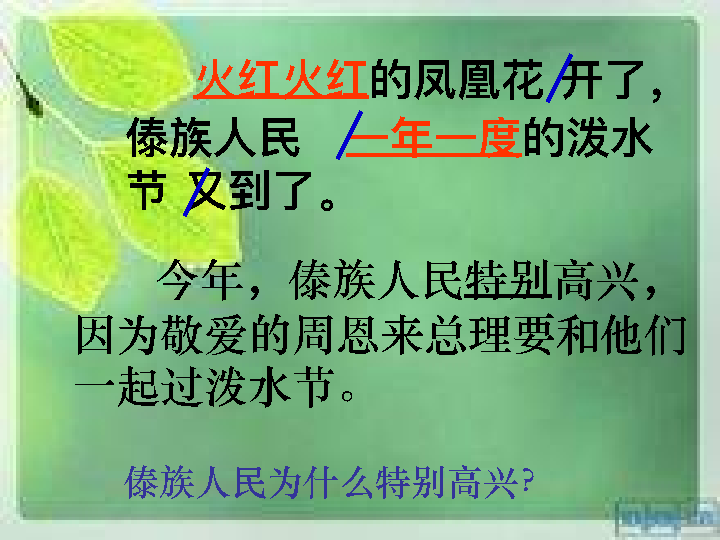 火红火红的凤凰花 开了，
傣族人民 一年一度的泼水
节 又到了。
今年，傣族人民特别高兴，
因为敬爱的周恩来总理要和他们
一起过泼水节。
傣族人民为什么特别高兴?